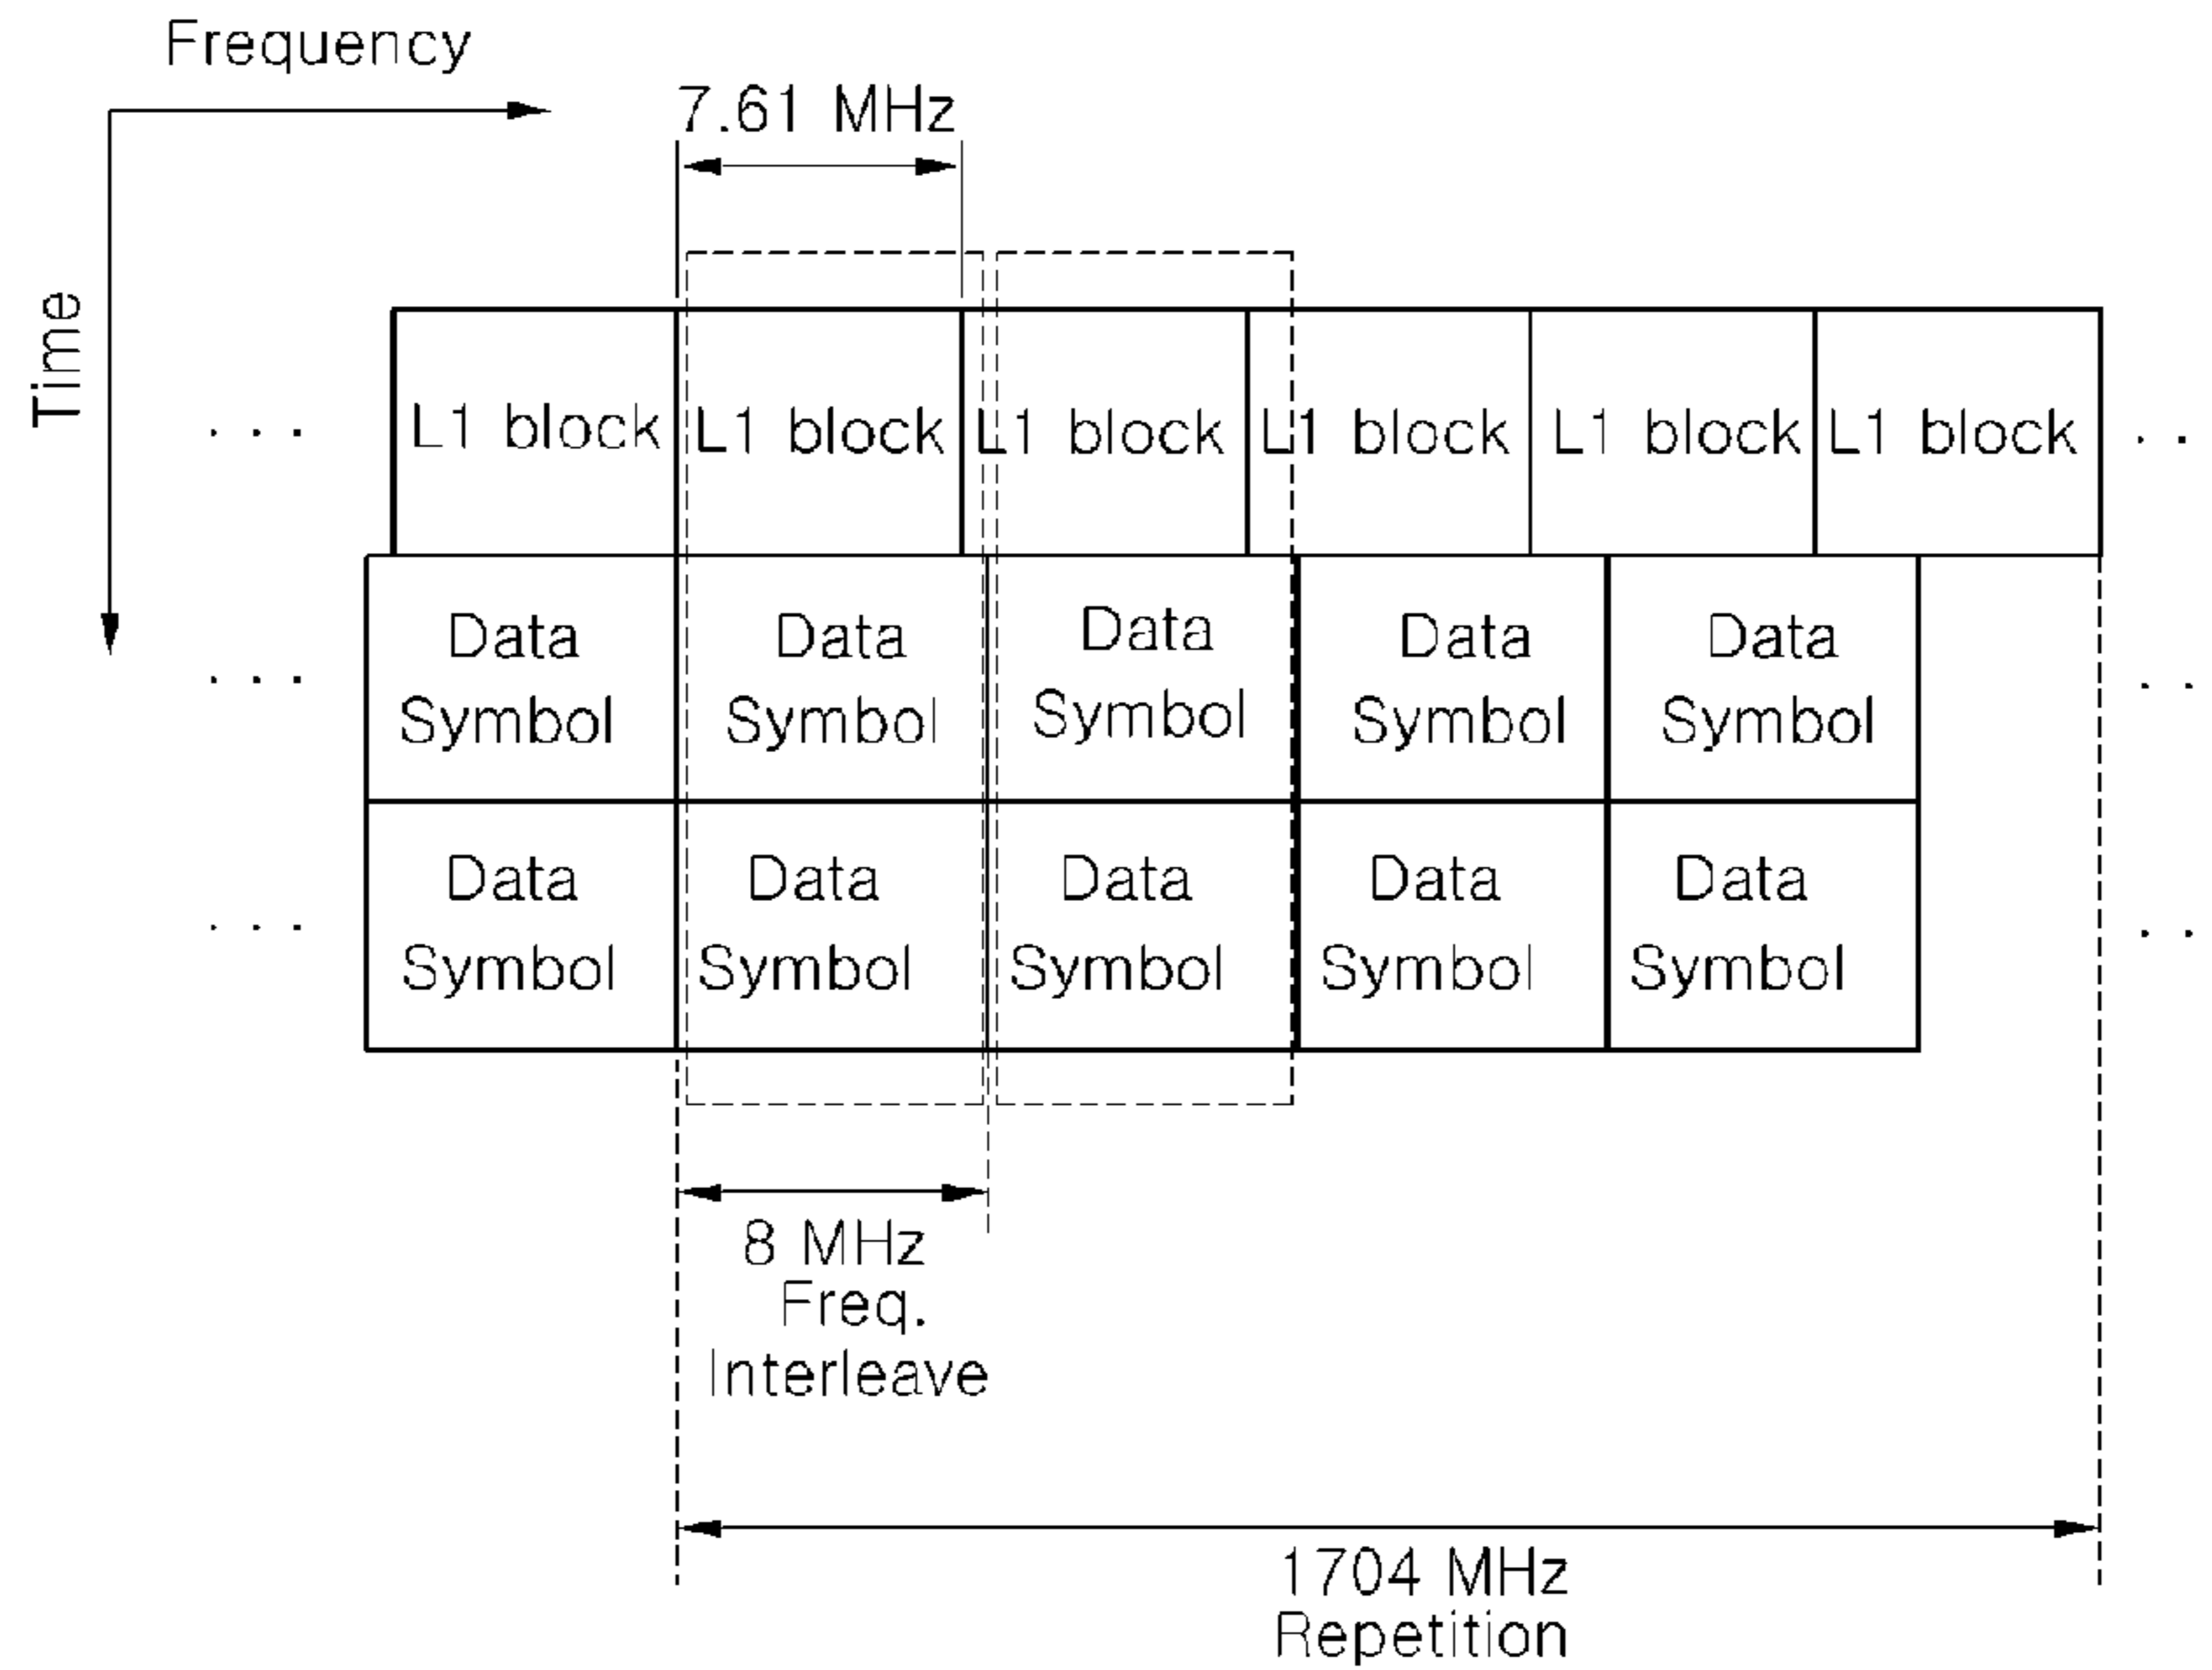 Frequency
7.61 MHz
Time
... L1 block L1 block L1 block L1 block L1 block L1 block ..
Data Data Data Data Data
... Symbol Symbol Symbol Symbol Symbol ..
Data Data Data Data Data
... Symbol Symbol Symbol Symbol Symbol ..
8 MHz
Freq.
Interleave
1704 MHz
Repetition